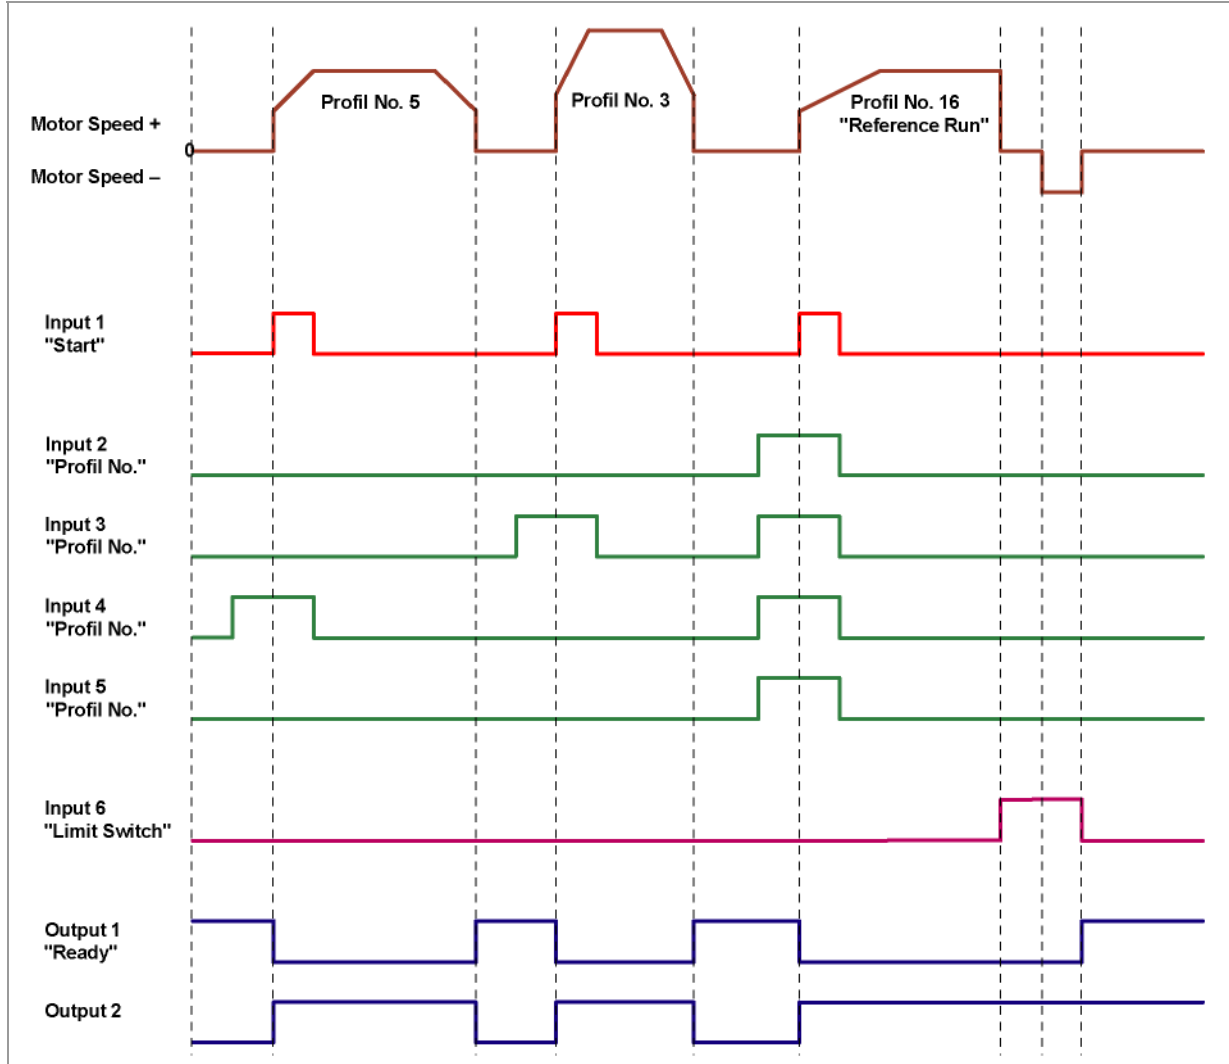 Profil No. 5
Profil No. 3
Profil No. 16
"Reference Run"
Motor Speed +
0
Motor Speed –
Input 1
"Start"
Input 2
"Profil No."
Input 3
"Profil No."
Input 4
"Profil No."
Input 5
"Profil No."
Input 6
"Limit Switch"
Output 1
"Ready"
Output 2